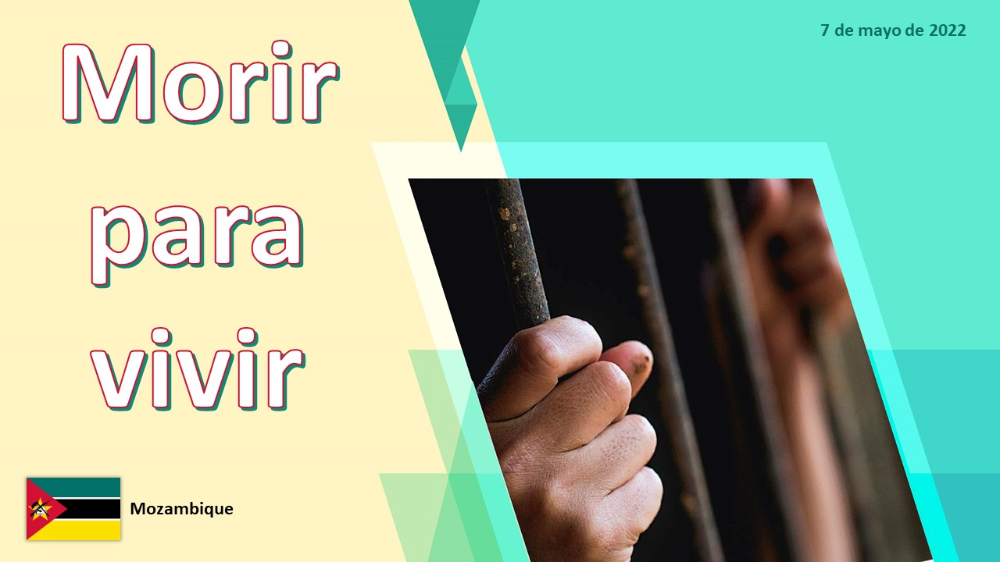 7 de mayo de 2022
Morir
para
vivir
Mozambique